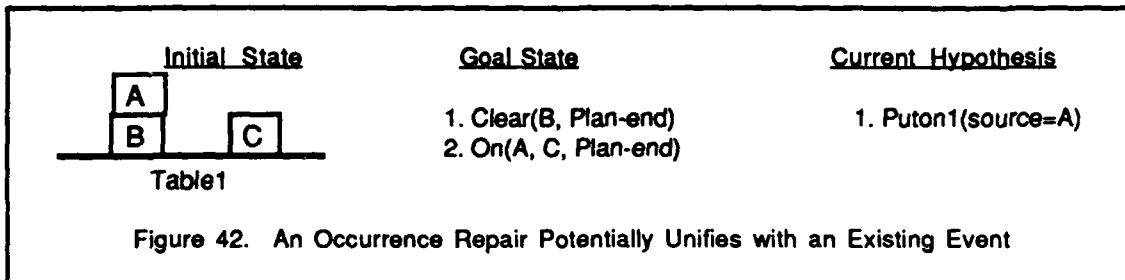 Initial State
Goal State
Current Hypothesis
A
B
C
Table1
1. Clear(B, Plan-end)
2. On(A, C, Plan-end)
1. Puton1(source=A)
Figure 42. An Occurrence Repair Potentially Unifies with an Existing Event